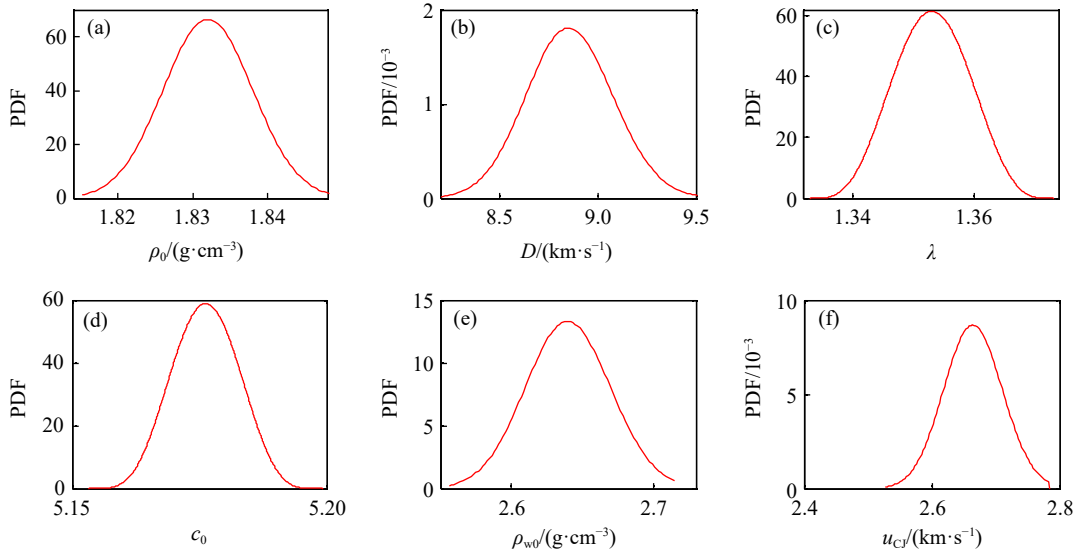 (a)
PDF
60
40
20
0
1.82
1.83
1.84
ρ₀/(g·cm⁻³)
(b)
PDF/10⁻³
2
1
0
8.5
9.0
9.5
D/(km·s⁻¹)
(c)
PDF
60
40
20
0
1.34
1.36
λ
(d)
PDF
60
40
20
0
5.15
5.20
c₀
(e)
PDF
15
10
5
0
2.6
2.7
ρw0/(g·cm⁻³)
(f)
PDF/10⁻³
10
5
0
2.4
2.6
2.8
uCJ/(km·s⁻¹)